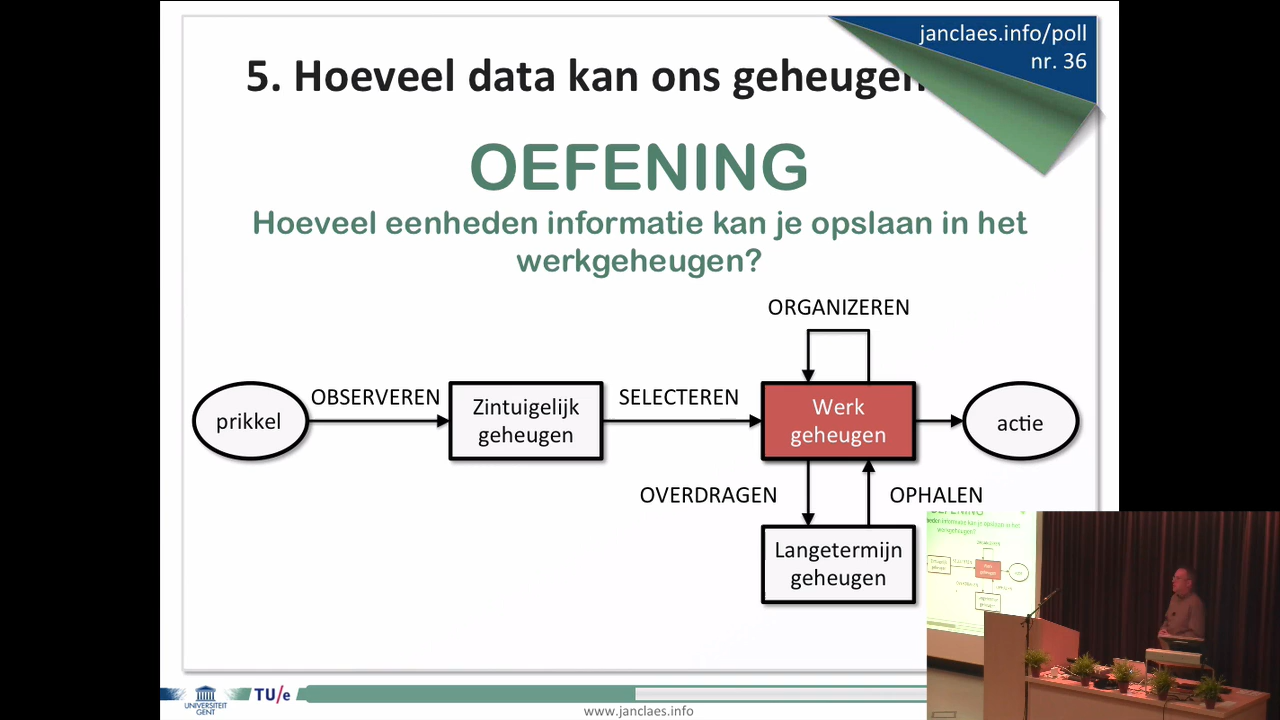 janclaes.info/poll
nr. 36
5. Hoeveel data kan ons geheugen
OEFENING
Hoeveel eenheden informatie kan je opslaan in het
werkgeheugen?
ORGANIZEREN
OBSERVEREN
SELECTEREN
prikkel
Zintuigelijk
geheugen
Werk
geheugen
actie
OVERDRAGEN
OPHALEN
Langetermijn
geheugen
UNIVERSITEIT
GENT
TU/e
www.janclaes.info